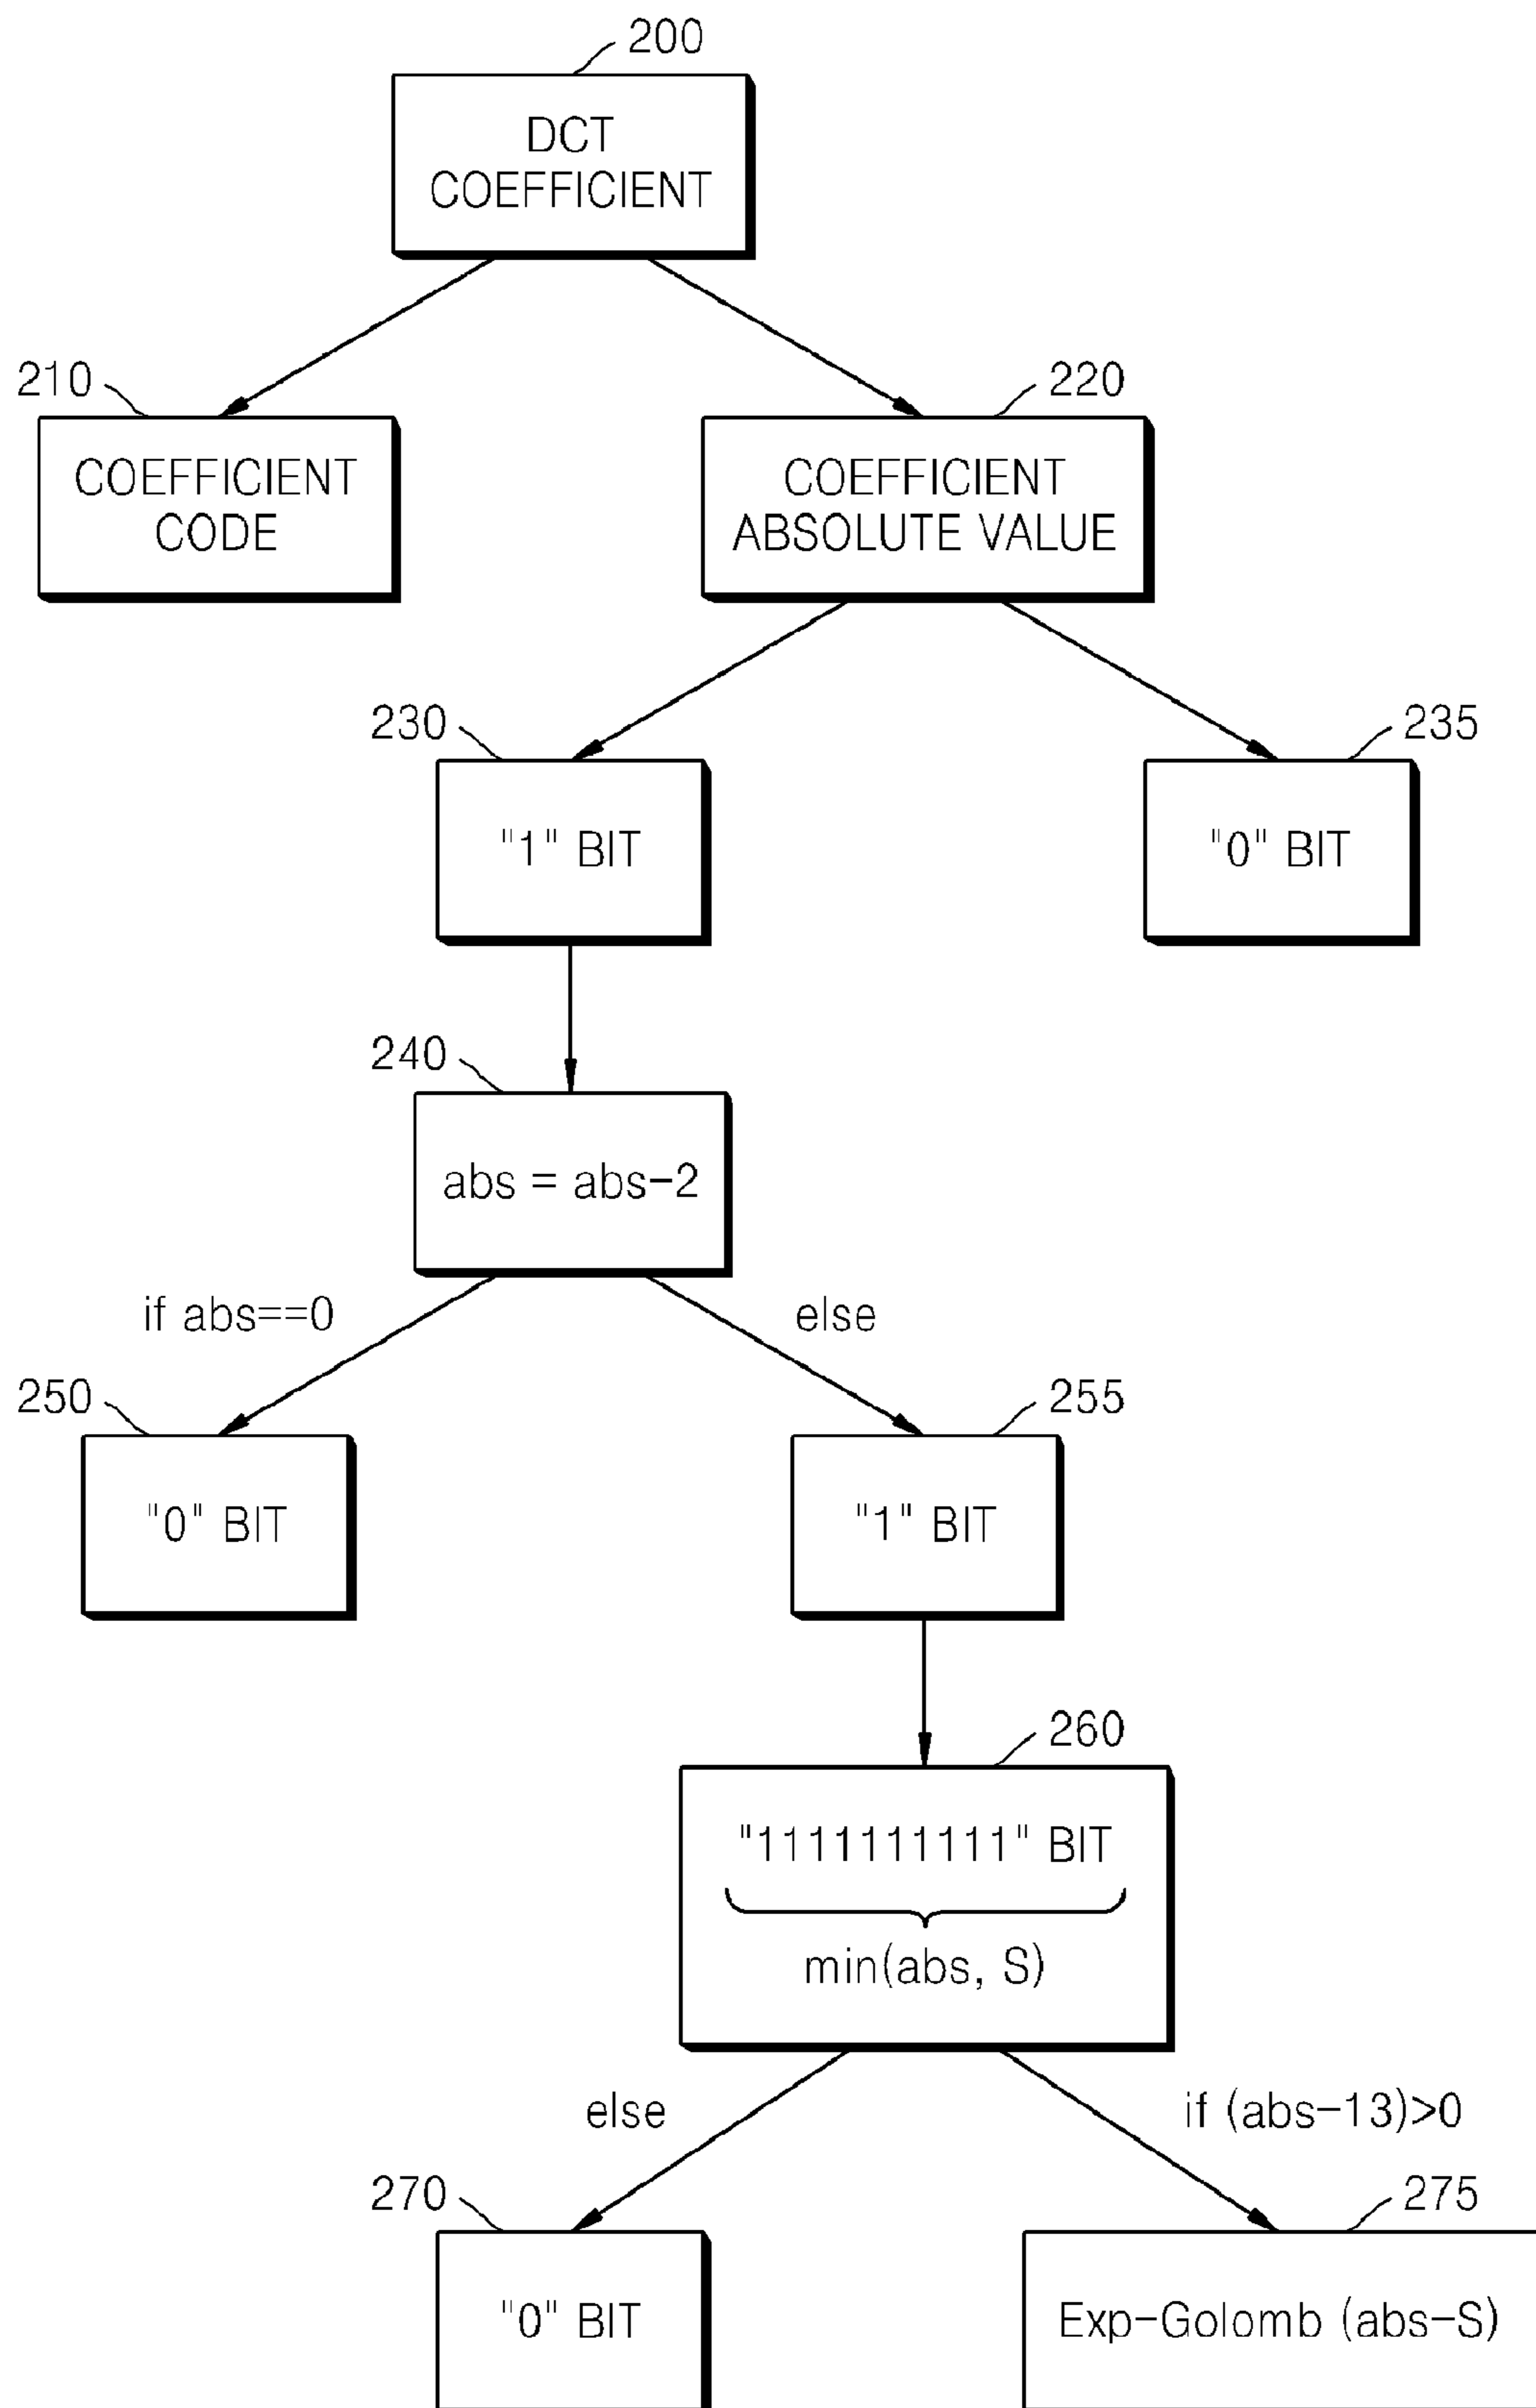 200
DCT
COEFFICIENT
210
220
COEFFICIENT
CODE
COEFFICIENT
ABSOLUTE VALUE
230
235
"1" BIT
"0" BIT
240
abs = abs-2
if abs==0
else
250
255
"0" BIT
"1" BIT
260
"1111111111" BIT
min(abs, S)
else
if (abs-13)>0
270
275
"0" BIT
Exp-Golomb (abs-S)